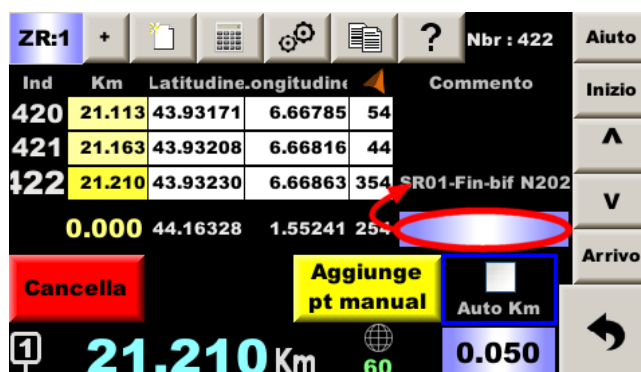 ZR:1 + ? Nbr : 422 Aiuto
Ind Km Latitudine Longitudine Commento Inizio
420 21.113 43.93171 6.66785 54
421 21.163 43.93208 6.66816 44
422 21.210 43.93230 6.66863 354 SR01-Fin-bif N202
0.000 44.16328 1.55241 254
Arrivo
Cancella
Aggiunge
pt manual
Auto Km
1 21.210 Km 60 0.050